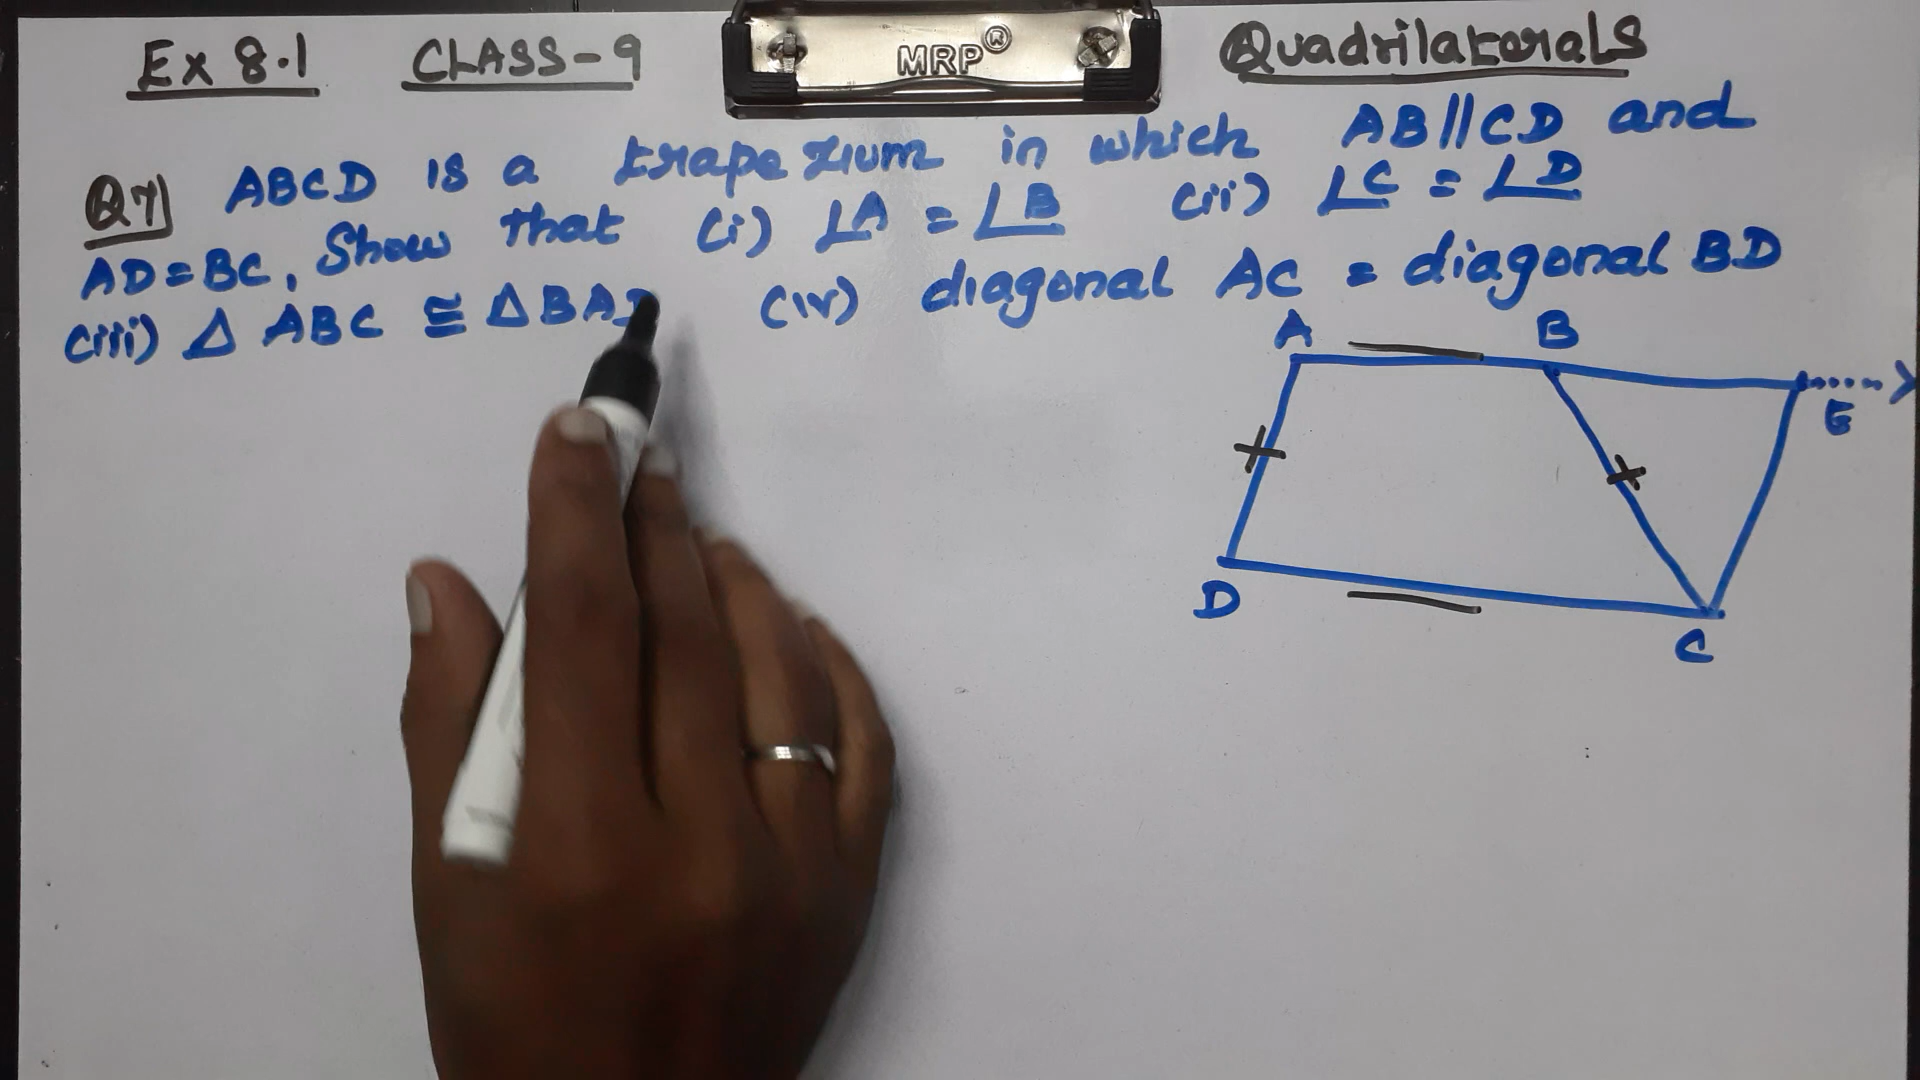 Ex 8.1 CLASS-9 MRP® Quadrilaterals
Q7] ABCD is a trapezium in which AB||CD and
AD=BC, Show that (i) ∠A = ∠B (ii) ∠C = ∠D
(iii) Δ ABC ≅ ΔBAD (iv) diagonal AC = diagonal BD
A B
E
D
C